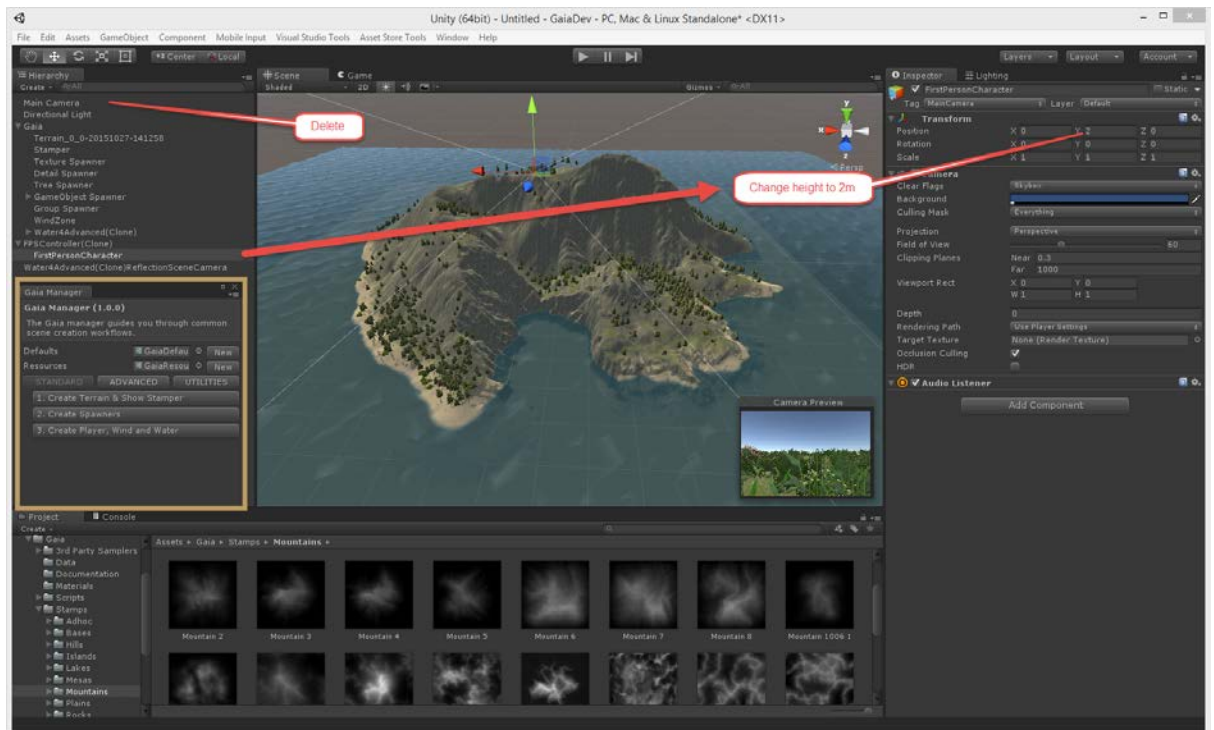 Unity (64bit) - Untitled - GaiaDev - PC, Mac & Linux Standalone* <DX11>
File Edit Assets GameObject Component Mobile Input Visual Studio Tools Asset Store Tools Window Help
Center Local
Layers Layout Account
Hierarchy
Create All
Main Camera
Directional Light
Gaia
Terrain_0_0-20151027-141258
Stamper
Texture Spawner
Detail Spawner
Tree Spawner
GameObject Spawner
Group Spawner
WindZone
Water4Advanced(Clone)
FPSController(Clone)
FirstPersonCharacter
Water4Advanced(Clone)ReflectionSceneCamera
Gaia Manager
Gaia Manager (1.0.0)
The Gaia manager guides you through common
scene creation workflows.
Defaults GaiaDefau New
Resources GaiaResou New
STANDARD ADVANCED UTILITIES
1. Create Terrain & Show Stamper
2. Create Spawners
3. Create Player, Wind and Water
Scene Game
Shaded 2D Gizmos All
Delete
Change height to 2m
y
x
z
Persp
Camera Preview
Inspector Lighting
FirstPersonCharacter Static
Tag MainCamera Layer Default
Transform
Position X 0 Y 2 Z 0
Rotation X 0 Y 0 Z 0
Scale X 1 Y 1 Z 1
Camera
Clear Flags Skybox
Background
Culling Mask Everything
Projection Perspective
Field of View 60
Clipping Planes Near 0.3
Far 1000
Viewport Rect X 0 Y 0
W 1 H 1
Depth 0
Rendering Path Use Player Settings
Target Texture None (Render Texture)
Occlusion Culling
HDR
Audio Listener
Add Component
Project Console
Create
Gaia
3rd Party Samplers
Data
Documentation
Materials
Scripts
Stamps
Adhoc
Bases
Hills
Islands
Lakes
Mesas
Mountains
Plains
Rocks
Assets Gaia Stamps Mountains
Mountain 2 Mountain 3 Mountain 4 Mountain 5 Mountain 6 Mountain 7 Mountain 8 Mountain 1006 1